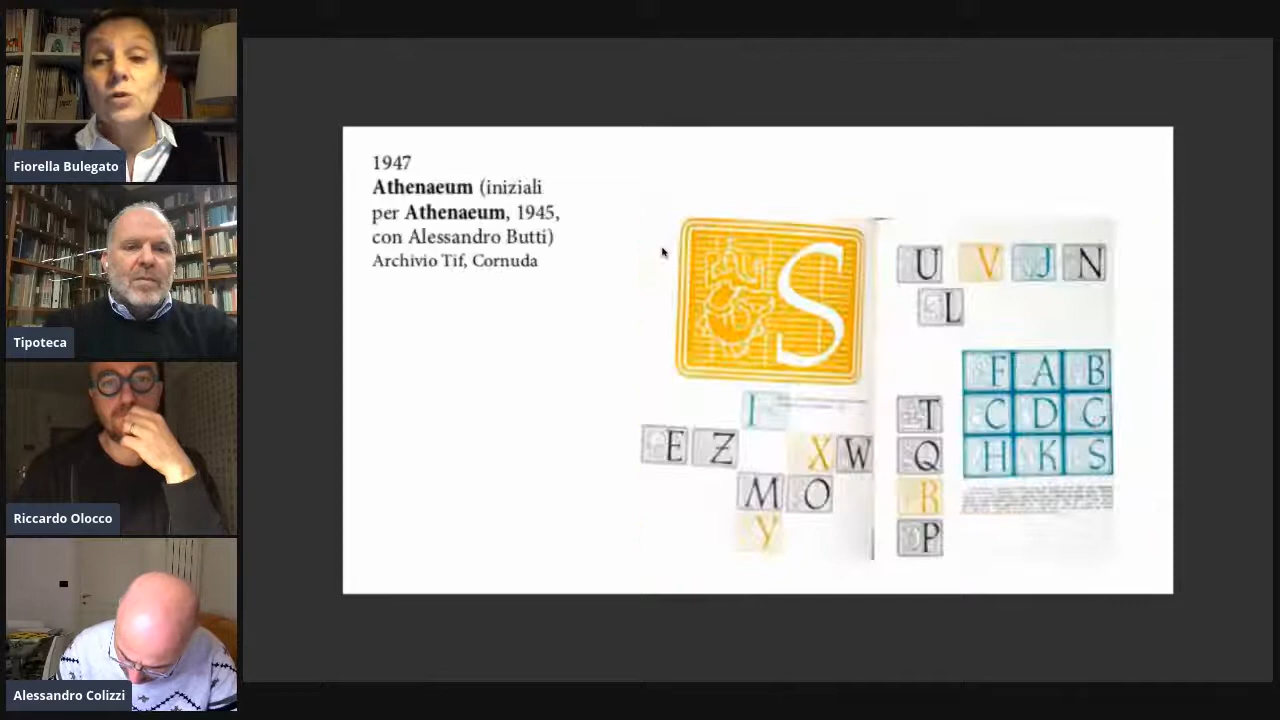 Fiorella Bulegato
Tipoteca
Riccardo Olocco
Alessandro Colizzi
1947
Athenaeum (iniziali
per Athenaeum, 1945,
con Alessandro Butti)
Archivio Tif, Cornuda
S
I
E Z X W
M O
Y
U V J N
L
T
Q
R
P
F A B
C D G
H K S